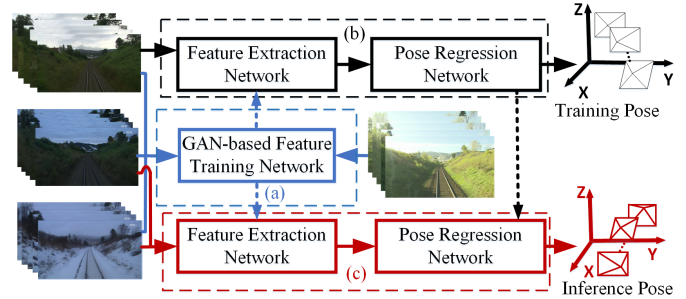 (b)
Feature Extraction
Network
Pose Regression
Network
Z
Y
X
Training Pose
GAN-based Feature
Training Network
(a)
Feature Extraction
Network
Pose Regression
Network
(c)
Z
Y
X
Inference Pose